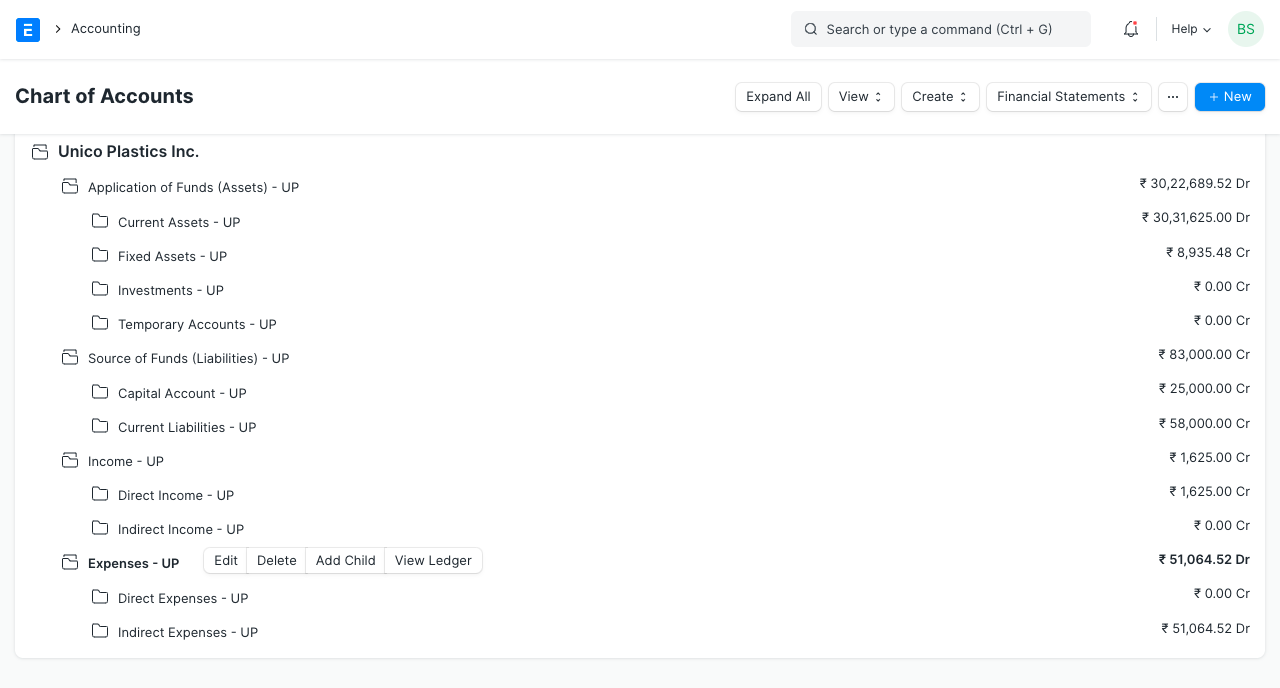 E > Accounting Search or type a command (Ctrl + G) Help BS
Chart of Accounts Expand All View Create Financial Statements ... + New
Unico Plastics Inc.
Application of Funds (Assets) - UP ₹ 30,22,689.52 Dr
Current Assets - UP ₹ 30,31,625.00 Dr
Fixed Assets - UP ₹ 8,935.48 Cr
Investments - UP ₹ 0.00 Cr
Temporary Accounts - UP ₹ 0.00 Cr
Source of Funds (Liabilities) - UP ₹ 83,000.00 Cr
Capital Account - UP ₹ 25,000.00 Cr
Current Liabilities - UP ₹ 58,000.00 Cr
Income - UP ₹ 1,625.00 Cr
Direct Income - UP ₹ 1,625.00 Cr
Indirect Income - UP ₹ 0.00 Cr
Expenses - UP Edit Delete Add Child View Ledger ₹ 51,064.52 Dr
Direct Expenses - UP ₹ 0.00 Cr
Indirect Expenses - UP ₹ 51,064.52 Dr